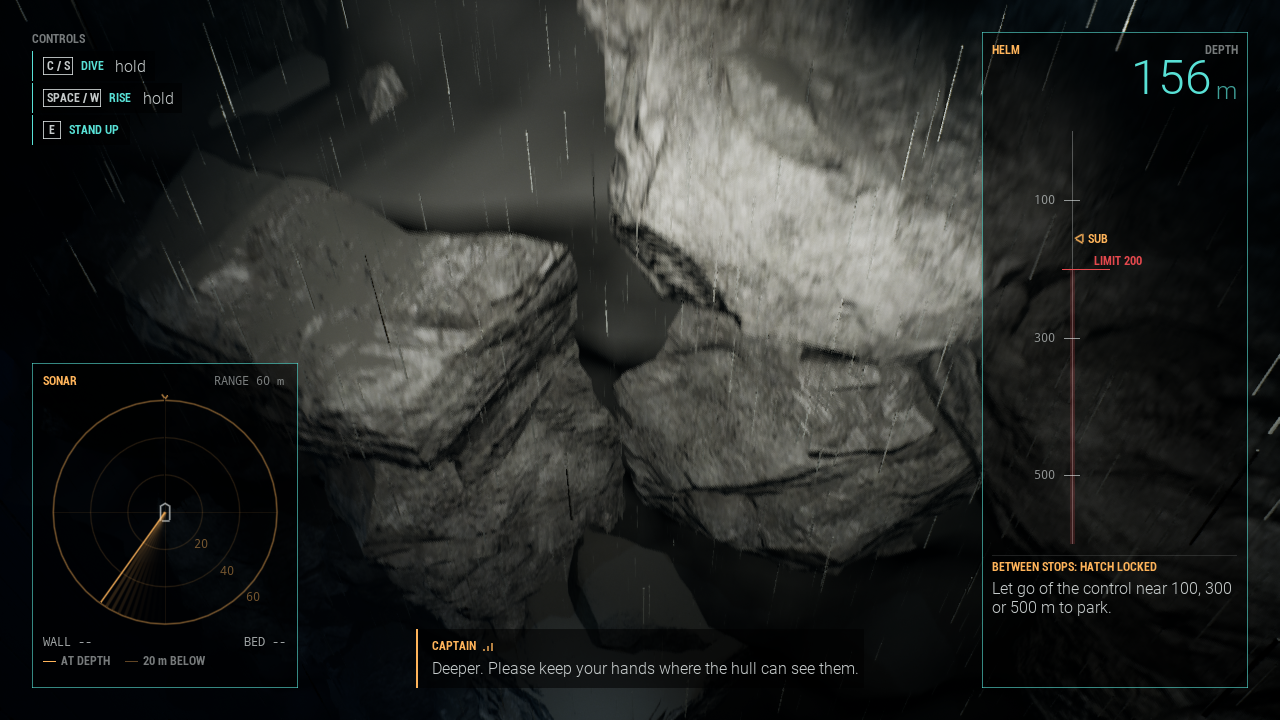 CONTROLS
C / S DIVE hold
SPACE / W RISE hold
E STAND UP
HELM
DEPTH
156 m
100
SUB
LIMIT 200
300
500
BETWEEN STOPS: HATCH LOCKED
Let go of the control near 100, 300
or 500 m to park.
SONAR
RANGE 60 m
20
40
60
WALL --
BED --
AT DEPTH
20 m BELOW
CAPTAIN
Deeper. Please keep your hands where the hull can see them.